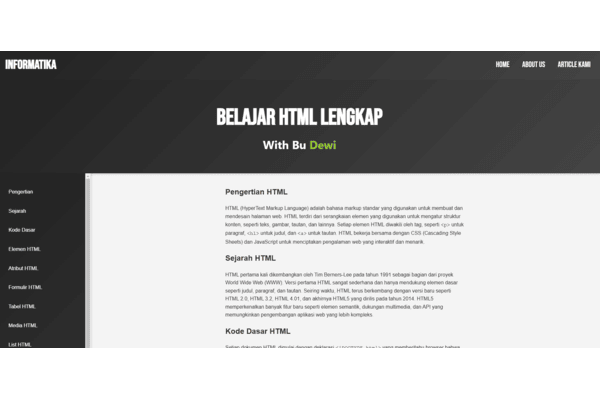 INFORMATIKA
HOME ABOUT US ARTICLE KAMI
BELAJAR HTML LENGKAP
With Bu Dewi
Pengertian
Sejarah
Kode Dasar
Elemen HTML
Atribut HTML
Formulir HTML
Tabel HTML
Media HTML
List HTML
Pengertian HTML
HTML (HyperText Markup Language) adalah bahasa markup standar yang digunakan untuk membuat dan
mendesain halaman web. HTML terdiri dari serangkaian elemen yang digunakan untuk mengatur struktur
konten, seperti teks, gambar, tautan, dan lainnya. Setiap elemen HTML diwakili oleh tag, seperti <p> untuk
paragraf, <h1> untuk judul, dan <a> untuk tautan. HTML bekerja bersama dengan CSS (Cascading Style
Sheets) dan JavaScript untuk menciptakan pengalaman web yang interaktif dan menarik.
Sejarah HTML
HTML pertama kali dikembangkan oleh Tim Berners-Lee pada tahun 1991 sebagai bagian dari proyek
World Wide Web (WWW). Versi pertama HTML sangat sederhana dan hanya mendukung elemen dasar
seperti judul, paragraf, dan tautan. Seiring waktu, HTML terus berkembang dengan versi baru seperti
HTML 2.0, HTML 3.2, HTML 4.01, dan akhirnya HTML5 yang dirilis pada tahun 2014. HTML5
memperkenalkan banyak fitur baru seperti elemen semantik, dukungan multimedia, dan API yang
memungkinkan pengembangan aplikasi web yang lebih kompleks.
Kode Dasar HTML